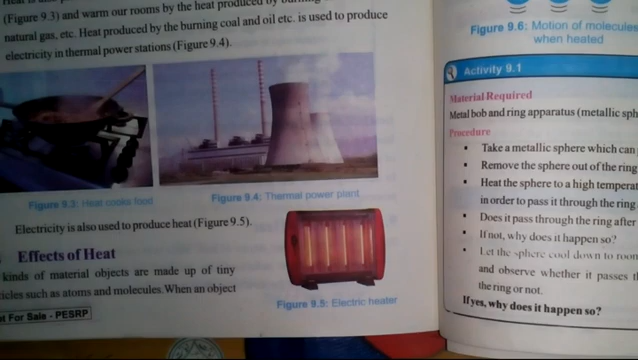 (Figure 9.3) and warm our rooms by the heat produced by
natural gas, etc. Heat produced by the burning coal and oil etc. is used to produce
electricity in thermal power stations (Figure 9.4).
Figure 9.3: Heat cooks food
Figure 9.4: Thermal power plant
Electricity is also used to produce heat (Figure 9.5).
Effects of Heat
kinds of material objects are made up of tiny
such as atoms and molecules. When an object
For Sale - PESRP
Figure 9.5: Electric heater
Figure 9.6: Motion of molecules
when heated
Activity 9.1
Material Required
Metal bob and ring apparatus (metallic sph
Procedure
• Take a metallic sphere which can
• Remove the sphere out of the ring
• Heat the sphere to a high tempera
in order to pass it through the ring
• Does it pass through the ring after
• If not, why does it happen so?
• Let the sphere cool down to room
and observe whether it passes
the ring or not.
If yes, why does it happen so?